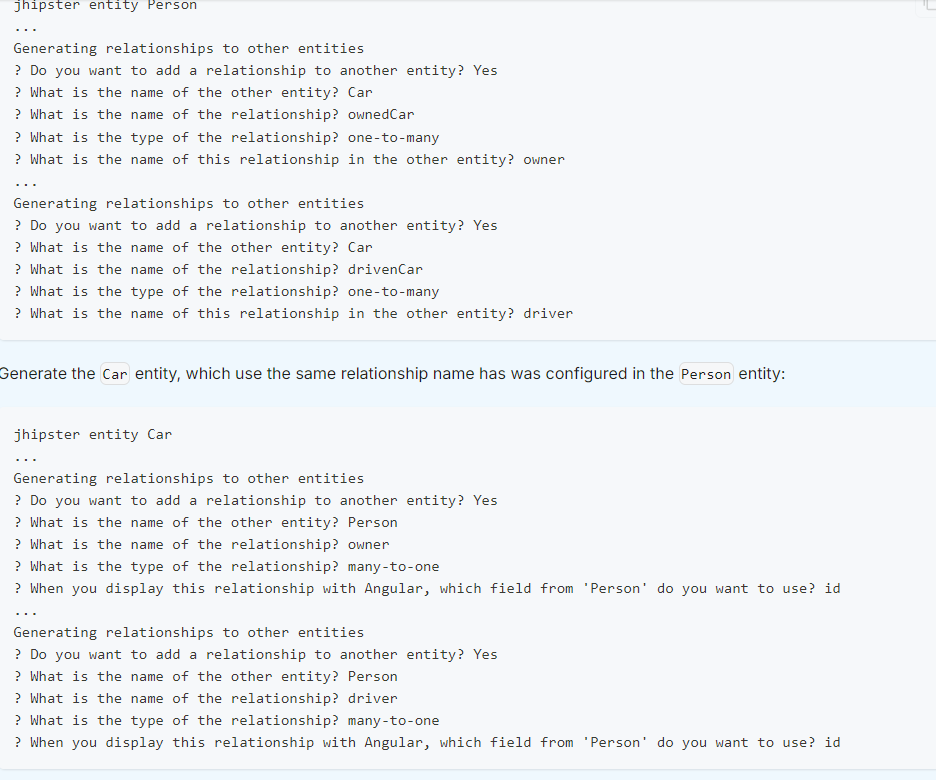 jhipster entity Person
...
Generating relationships to other entities
? Do you want to add a relationship to another entity? Yes
? What is the name of the other entity? Car
? What is the name of the relationship? ownedCar
? What is the type of the relationship? one-to-many
? What is the name of this relationship in the other entity? owner
...
Generating relationships to other entities
? Do you want to add a relationship to another entity? Yes
? What is the name of the other entity? Car
? What is the name of the relationship? drivenCar
? What is the type of the relationship? one-to-many
? What is the name of this relationship in the other entity? driver
Generate the Car entity, which use the same relationship name has was configured in the Person entity:
jhipster entity Car
...
Generating relationships to other entities
? Do you want to add a relationship to another entity? Yes
? What is the name of the other entity? Person
? What is the name of the relationship? owner
? What is the type of the relationship? many-to-one
? When you display this relationship with Angular, which field from 'Person' do you want to use? id
...
Generating relationships to other entities
? Do you want to add a relationship to another entity? Yes
? What is the name of the other entity? Person
? What is the name of the relationship? driver
? What is the type of the relationship? many-to-one
? When you display this relationship with Angular, which field from 'Person' do you want to use? id